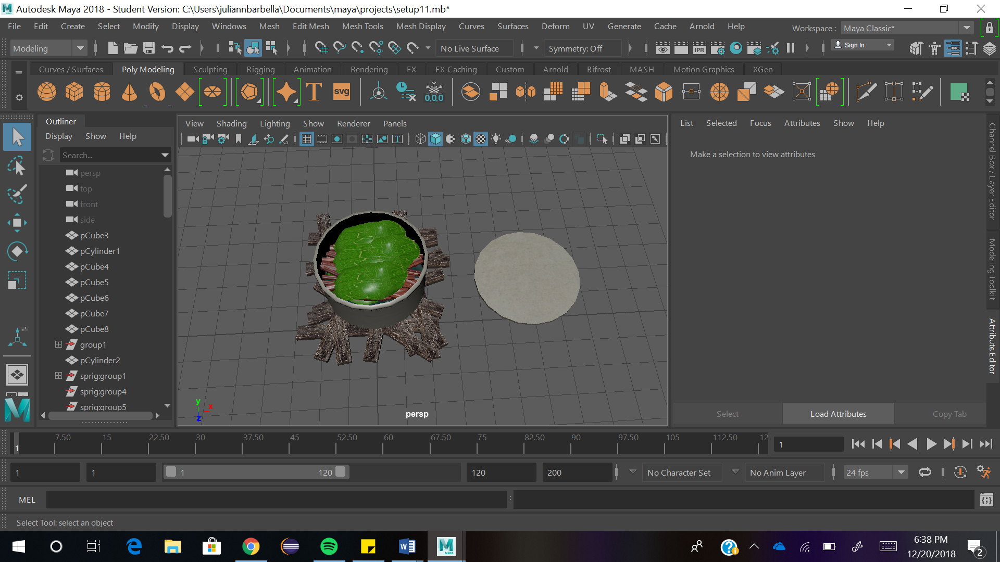 Autodesk Maya 2018 - Student Version: C:\Users\juliannbarbella\Documents\maya\projects\setup11.mb*
File Edit Create Select Modify Display Windows Mesh Edit Mesh Mesh Tools Mesh Display Curves Surfaces Deform UV Generate Cache Arnold Help
Workspace : Maya Classic*
Modeling
No Live Surface
Symmetry: Off
IPR
Sign In
Curves / Surfaces Poly Modeling Sculpting Rigging Animation Rendering FX FX Caching Custom Arnold Bifrost MASH Motion Graphics XGen
T
svg
0,0,0
Outliner
Display Show Help
Search...
persp
top
front
side
pCube3
pCylinder1
pCube4
pCube5
pCube6
pCube7
pCube8
group1
pCylinder2
sprig:group1
sprig:group4
sprig:group5
View Shading Lighting Show Renderer Panels
T
y
x
z
persp
List Selected Focus Attributes Show Help
Make a selection to view attributes
Select
Load Attributes
Copy Tab
Channel Box / Layer Editor
Modeling Toolkit
Attribute Editor
1 7.50 15 22.50 30 37.50 45 52.50 60 67.50 75 82.50 90 97.50 105 112.50 12
1
1
1
1 120
120
200
No Character Set
No Anim Layer
24 fps
MEL
:
Select Tool: select an object
MAYA
6:38 PM
12/20/2018
2